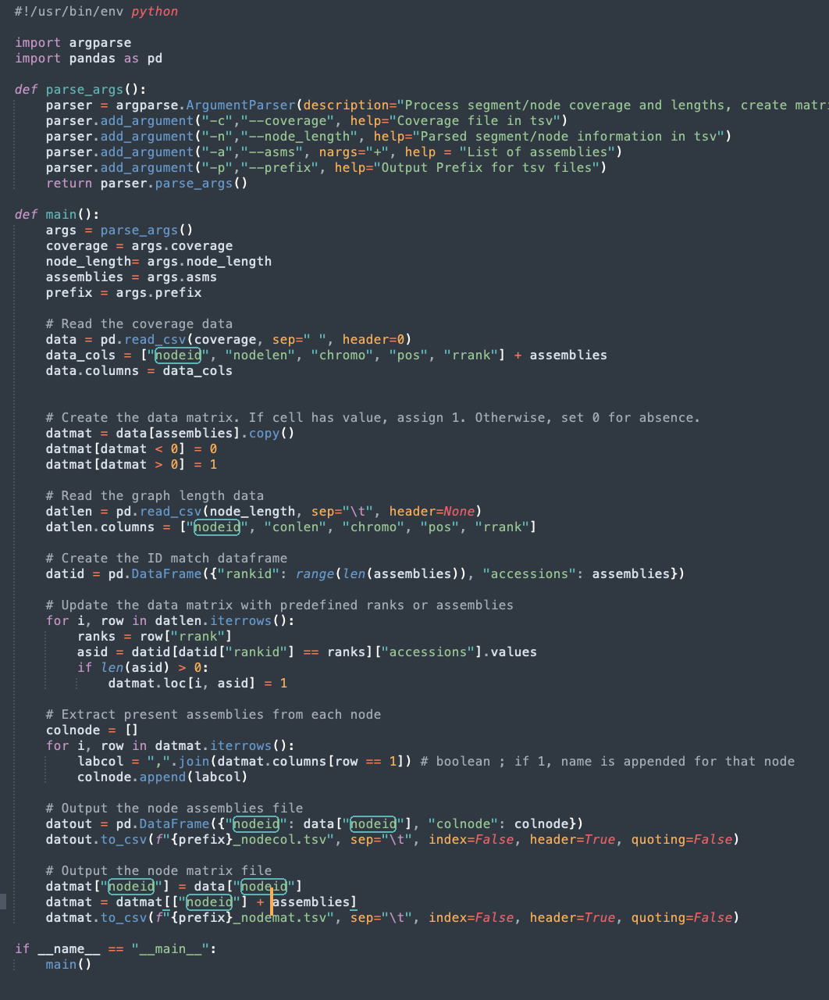 #!/usr/bin/env python
import argparse
import pandas as pd
def parse_args():
parser = argparse.ArgumentParser(description="Process segment/node coverage and lengths, create matri
parser.add_argument("-c","--coverage", help="Coverage file in tsv")
parser.add_argument("-n","--node_length", help="Parsed segment/node information in tsv")
parser.add_argument("-a","--asms", nargs="+", help = "List of assemblies")
parser.add_argument("-p","--prefix", help="Output Prefix for tsv files")
return parser.parse_args()
def main():
args = parse_args()
coverage = args.coverage
node_length= args.node_length
assemblies = args.asms
prefix = args.prefix
# Read the coverage data
data = pd.read_csv(coverage, sep=" ", header=0)
data_cols = ["nodeid", "nodelen", "chromo", "pos", "rrank"] + assemblies
data.columns = data_cols
# Create the data matrix. If cell has value, assign 1. Otherwise, set 0 for absence.
datmat = data[assemblies].copy()
datmat[datmat < 0] = 0
datmat[datmat > 0] = 1
# Read the graph length data
datlen = pd.read_csv(node_length, sep="\t", header=None)
datlen.columns = ["nodeid", "conlen", "chromo", "pos", "rrank"]
# Create the ID match dataframe
datid = pd.DataFrame({"rankid": range(len(assemblies)), "accessions": assemblies})
# Update the data matrix with predefined ranks or assemblies
for i, row in datlen.iterrows():
ranks = row["rrank"]
asid = datid[datid["rankid"] == ranks]["accessions"].values
if len(asid) > 0:
datmat.loc[i, asid] = 1
# Extract present assemblies from each node
colnode = []
for i, row in datmat.iterrows():
labcol = ",".join(datmat.columns[row == 1]) # boolean ; if 1, name is appended for that node
colnode.append(labcol)
# Output the node assemblies file
datout = pd.DataFrame({"nodeid": data["nodeid"], "colnode": colnode})
datout.to_csv(f"{prefix}_nodecol.tsv", sep="\t", index=False, header=True, quoting=False)
# Output the node matrix file
datmat["nodeid"] = data["nodeid"]
datmat = datmat[["nodeid"] + assemblies]
datmat.to_csv(f"{prefix}_nodemat.tsv", sep="\t", index=False, header=True, quoting=False)
if __name__ == "__main__":
main()